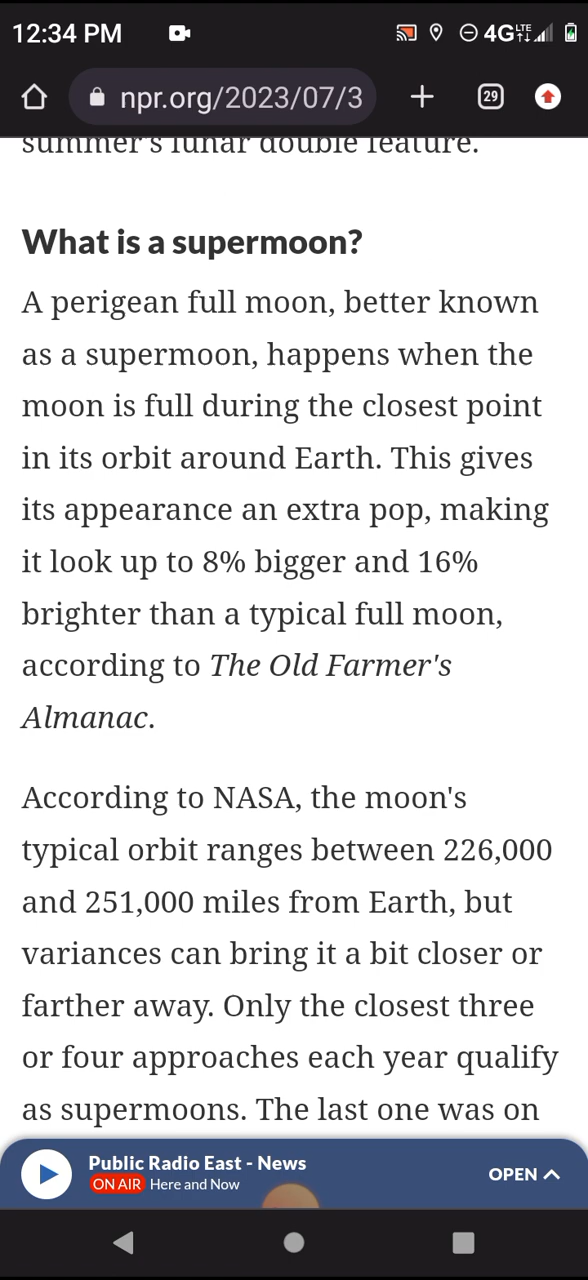 12:34 PM
4G LTE
npr.org/2023/07/3
29
summer's lunar double feature.
What is a supermoon?
A perigean full moon, better known
as a supermoon, happens when the
moon is full during the closest point
in its orbit around Earth. This gives
its appearance an extra pop, making
it look up to 8% bigger and 16%
brighter than a typical full moon,
according to The Old Farmer's
Almanac.
According to NASA, the moon's
typical orbit ranges between 226,000
and 251,000 miles from Earth, but
variances can bring it a bit closer or
farther away. Only the closest three
or four approaches each year qualify
as supermoons. The last one was on
Public Radio East - News
OPEN
ON AIR Here and Now